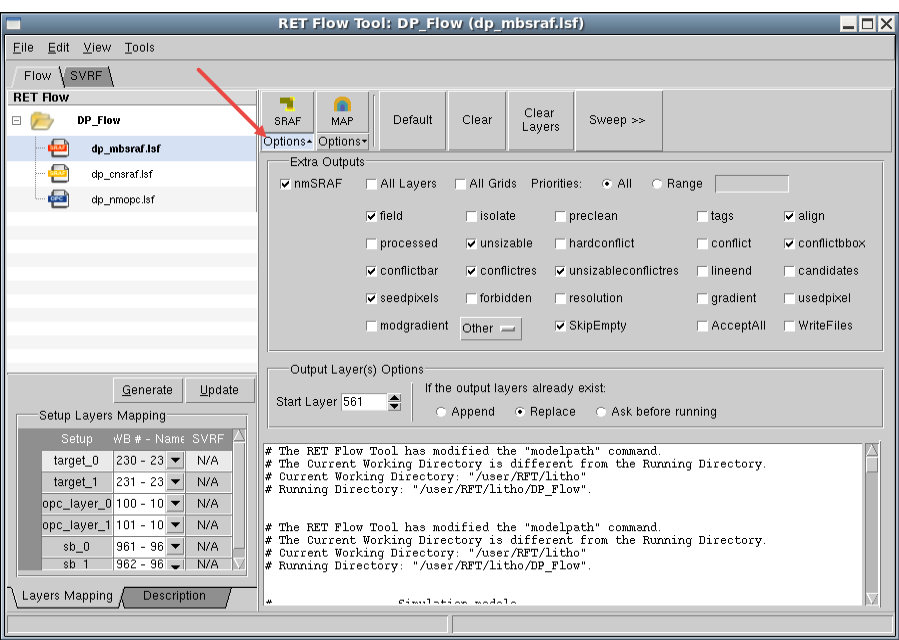 RET Flow Tool: DP_Flow (dp_mbsraf.lsf)
File Edit View Tools
Flow SVRF
RET Flow
DP_Flow
SRAF dp_mbsraf.lsf
SRAF dp_cnsraf.lsf
OPC dp_nmopc.lsf
Generate Update
Setup Layers Mapping
Setup WB # - Name SVRF
target_0 230 - 23 N/A
target_1 231 - 23 N/A
opc_layer_0 100 - 10 N/A
opc_layer_1 101 - 10 N/A
sb_0 961 - 96 N/A
sb_1 962 - 96 N/A
Layers Mapping Description
SRAF MAP Default Clear Clear Layers Sweep >>
Options Options
Extra Outputs
nmSRAF All Layers All Grids Priorities: All Range
field isolate preclean tags align
processed unsizable hardconflict conflict conflictbbox
conflictbar conflictres unsizableconflictres lineend candidates
seedpixels forbidden resolution gradient usedpixel
modgradient Other SkipEmpty AcceptAll WriteFiles
Output Layer(s) Options
Start Layer 561
If the output layers already exist:
Append Replace Ask before running
# The RET Flow Tool has modified the "modelpath" command.
# The Current Working Directory is different from the Running Directory.
# Current Working Directory: "/user/RFT/litho"
# Running Directory: "/user/RFT/litho/DP_Flow".
# The RET Flow Tool has modified the "modelpath" command.
# The Current Working Directory is different from the Running Directory.
# Current Working Directory: "/user/RFT/litho"
# Running Directory: "/user/RFT/litho/DP_Flow".
# Simulation models